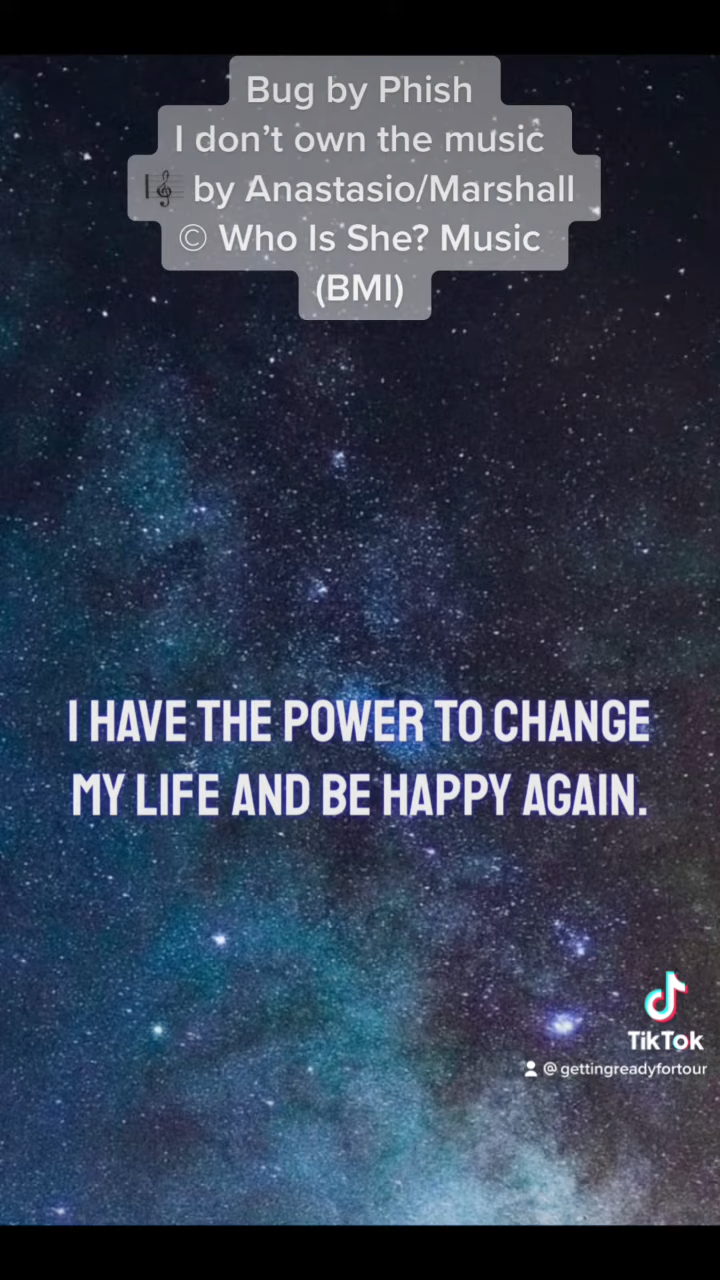 Bug by Phish
I don’t own the music
🎼 by Anastasio/Marshall
© Who Is She? Music
(BMI)
I HAVE THE POWER TO CHANGE
MY LIFE AND BE HAPPY AGAIN.
TikTok
@gettingreadyfortour